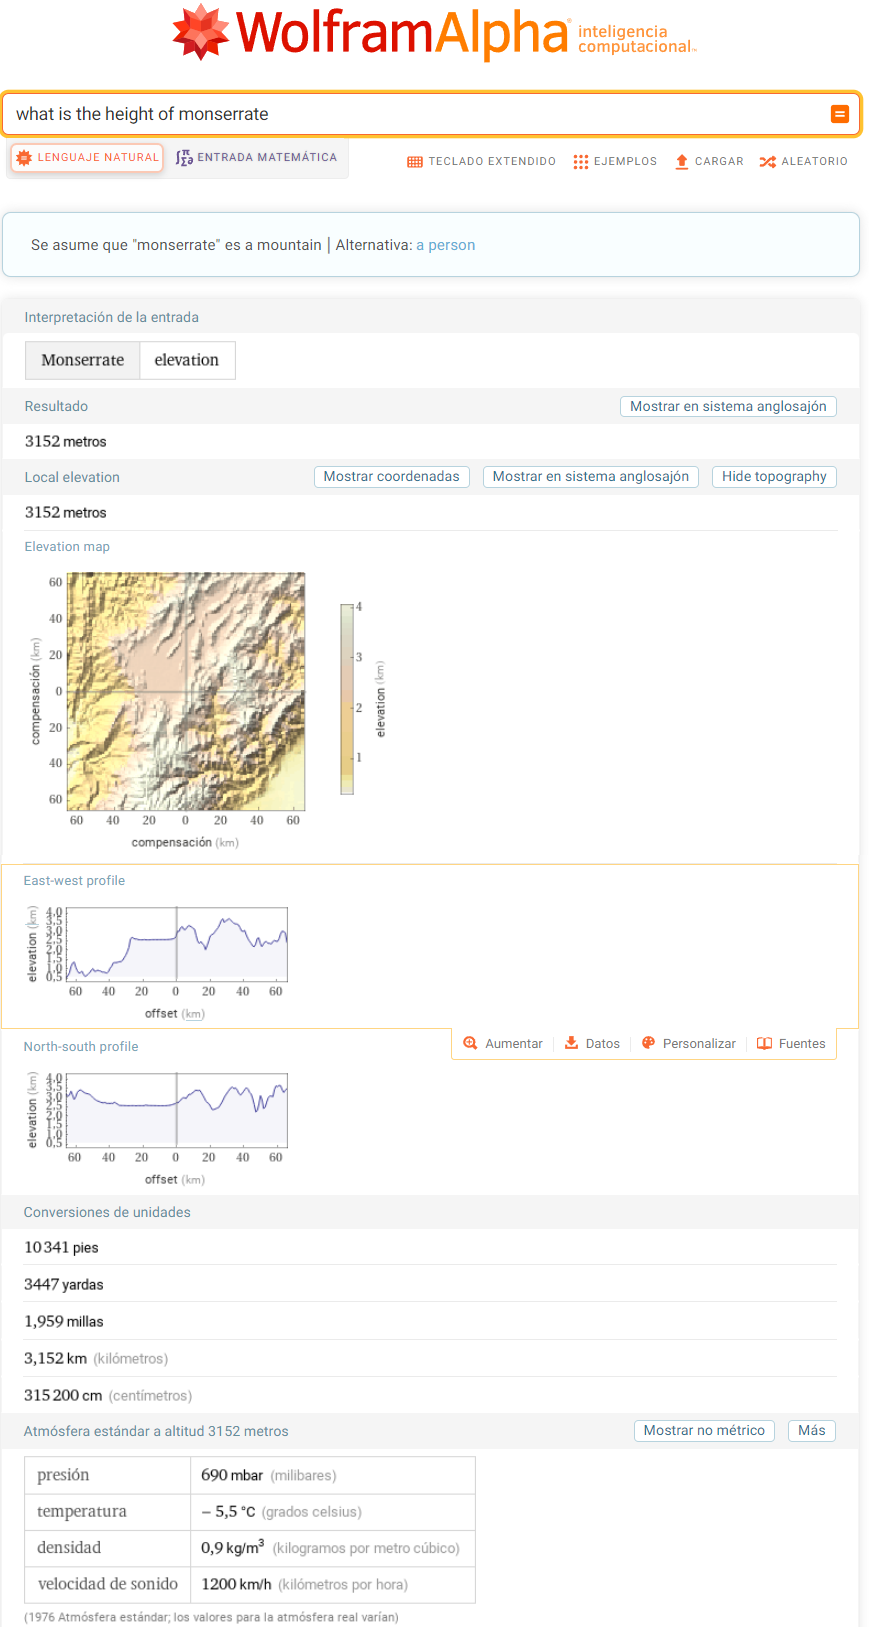 WolframAlpha inteligencia computacional™
what is the height of monserrate
LENGUAJE NATURAL ENTRADA MATEMÁTICA TECLADO EXTENDIDO EJEMPLOS CARGAR ALEATORIO
Se asume que "monserrate" es a mountain | Alternativa: a person
Interpretación de la entrada
Monserrate elevation
Resultado Mostrar en sistema anglosajón
3152 metros
Local elevation Mostrar coordenadas Mostrar en sistema anglosajón Hide topography
3152 metros
Elevation map
compensación (km)
60
40
20
0
20
40
60
60 40 20 0 20 40 60
compensación (km)
4
3
2
1
elevation (km)
East-west profile
elevation (km)
4,0
3,5
3,0
2,5
2,0
1,5
1,0
0,5
60 40 20 0 20 40 60
offset (km)
Aumentar Datos Personalizar Fuentes
North-south profile
elevation (km)
4,0
3,5
3,0
2,5
2,0
1,5
1,0
0,5
60 40 20 0 20 40 60
offset (km)
Conversiones de unidades
10 341 pies
3447 yardas
1,959 millas
3,152 km (kilómetros)
315 200 cm (centímetros)
Atmósfera estándar a altitud 3152 metros Mostrar no métrico Más
presión 690 mbar (milibares)
temperatura – 5,5 °C (grados celsius)
densidad 0,9 kg/m³ (kilogramos por metro cúbico)
velocidad de sonido 1200 km/h (kilómetros por hora)
(1976 Atmósfera estándar; los valores para la atmósfera real varían)